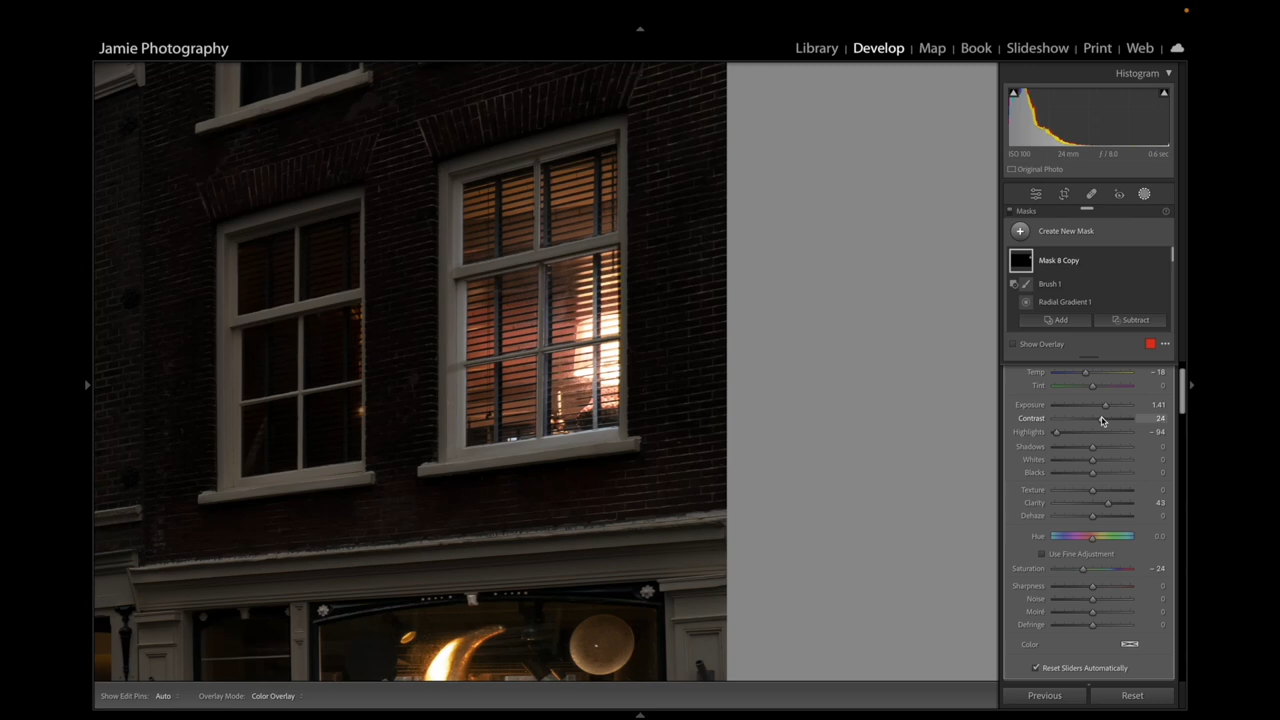 Jamie Photography
Library | Develop | Map | Book | Slideshow | Print | Web
Histogram
ISO 100 24 mm ƒ / 8.0 0.6 sec
Original Photo
Masks
Create New Mask
Mask 8 Copy
Brush 1
Radial Gradient 1
Add Subtract
Show Overlay
Temp – 18
Tint 0
Exposure 1.41
Contrast 24
Highlights – 94
Shadows 0
Whites 0
Blacks 0
Texture 0
Clarity 43
Dehaze 0
Hue 0.0
Use Fine Adjustment
Saturation – 24
Sharpness 0
Noise 0
Moiré 0
Defringe 0
Color
Reset Sliders Automatically
Show Edit Pins: Auto Overlay Mode: Color Overlay
Previous Reset